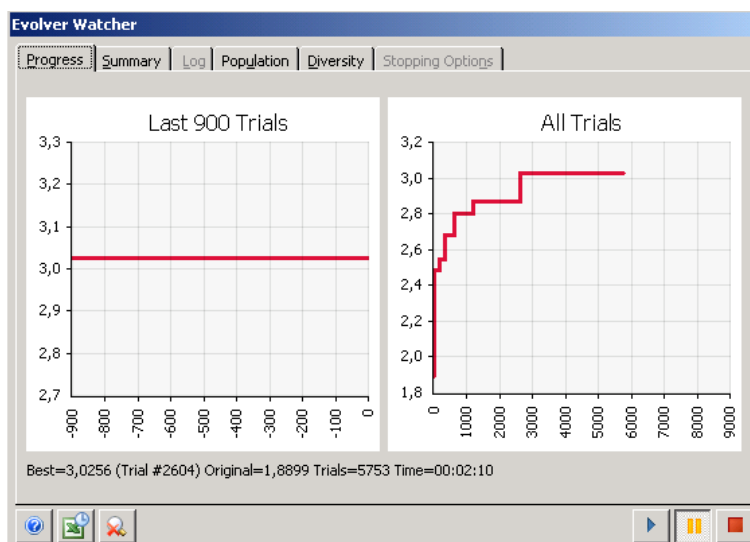 Evolver Watcher
Progress Summary Log Population Diversity Stopping Options
Last 900 Trials
3,3
3,2
3,1
3,0
2,9
2,8
2,7
-900 -800 -700 -600 -500 -400 -300 -200 -100 0
All Trials
3,2
3,0
2,8
2,6
2,4
2,2
2,0
1,8
0 1000 2000 3000 4000 5000 6000 7000 8000 9000
Best=3,0256 (Trial #2604) Original=1,8899 Trials=5753 Time=00:02:10